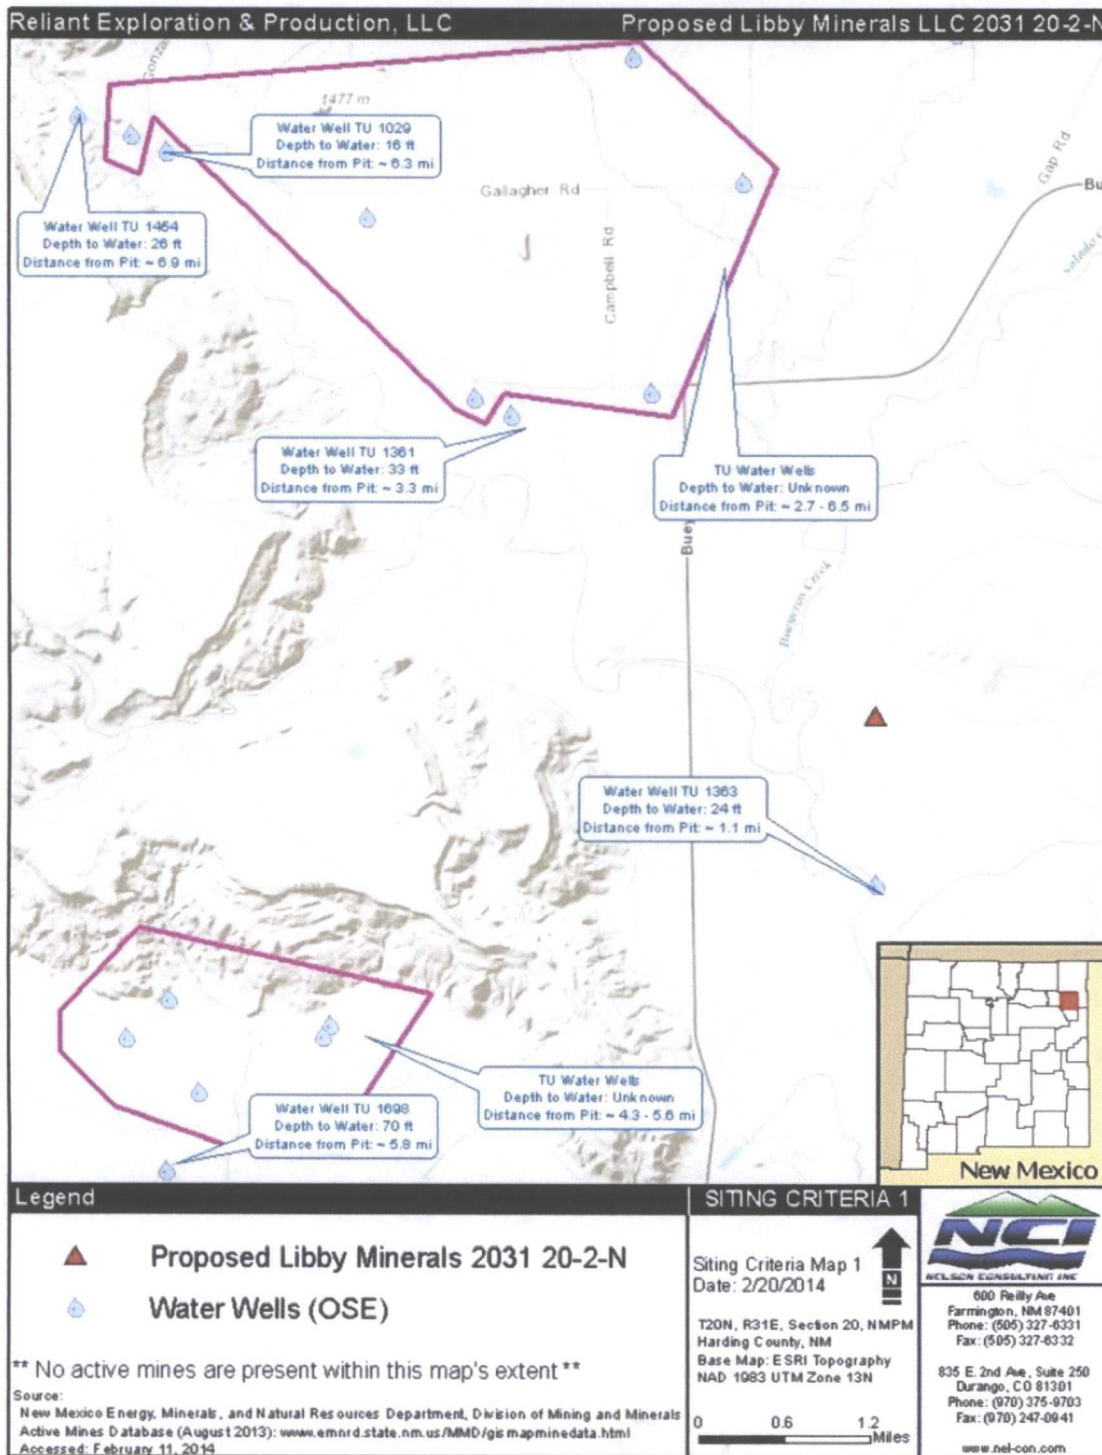 Reliant Exploration & Production, LLC
Proposed Libby Minerals LLC 2031 20-2-N
1477 m
Water Well TU 1029
Depth to Water: 16 ft
Distance from Pit: ~ 6.3 mi
Gallagher Rd
Gap Rd
Campbell Rd
Water Well TU 1454
Depth to Water: 26 ft
Distance from Pit: ~ 6.9 mi
Water Well TU 1361
Depth to Water: 33 ft
Distance from Pit: ~ 3.3 mi
TU Water Wells
Depth to Water: Unknown
Distance from Pit: ~ 2.7 - 6.5 mi
Buey
Bueyeros Creek
Water Well TU 1363
Depth to Water: 24 ft
Distance from Pit: ~ 1.1 mi
TU Water Wells
Depth to Water: Unknown
Distance from Pit: ~ 4.3 - 5.6 mi
Water Well TU 1698
Depth to Water: 70 ft
Distance from Pit: ~ 5.8 mi
New Mexico
Legend
Proposed Libby Minerals 2031 20-2-N
Water Wells (OSE)
** No active mines are present within this map's extent **
Source:
New Mexico Energy, Minerals, and Natural Resources Department, Division of Mining and Minerals
Active Mines Database (August 2013): www.emnrd.state.nm.us/MMD/gismapminedata.html
Accessed: February 11, 2014
SITING CRITERIA 1
Siting Criteria Map 1
Date: 2/20/2014
N
T20N, R31E, Section 20, NMPM
Harding County, NM
Base Map: ESRI Topography
NAD 1983 UTM Zone 13N
0 0.6 1.2
Miles
NCI
NELSON CONSULTING INC
600 Reilly Ave
Farmington, NM 87401
Phone: (505) 327-6331
Fax: (505) 327-6332
835 E. 2nd Ave, Suite 250
Durango, CO 81301
Phone: (970) 375-9703
Fax: (970) 247-0941
www.nel-con.com